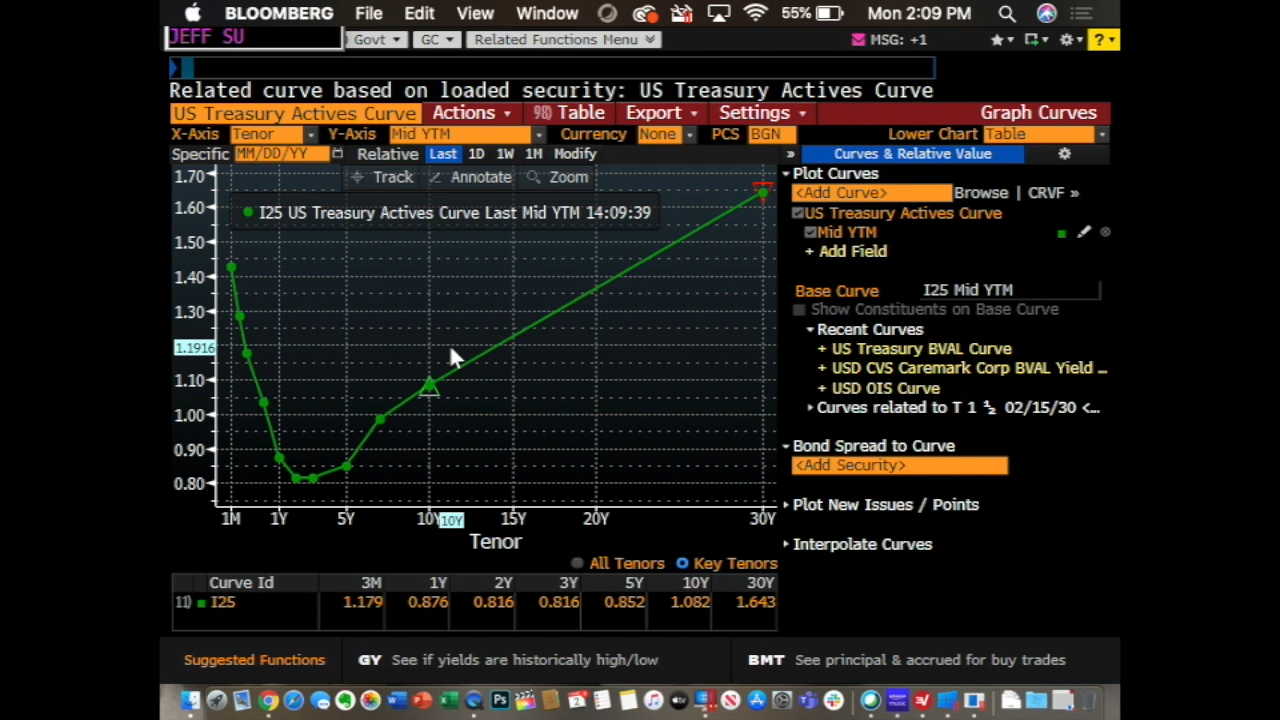 BLOOMBERG File Edit View Window 55% Mon 2:09 PM
JEFF SU Govt GC Related Functions Menu MSG: +1 ?
Related curve based on loaded security: US Treasury Actives Curve
US Treasury Actives Curve Actions 98) Table Export Settings Graph Curves
X-Axis Tenor Y-Axis Mid YTM Currency None PCS BGN Lower Chart Table
Specific MM/DD/YY Relative Last 1D 1W 1M Modify » Curves & Relative Value
Track Annotate Zoom
I25 US Treasury Actives Curve Last Mid YTM 14:09:39
1.70
1.60
1.50
1.40
1.30
1.1916
1.10
1.00
0.90
0.80
1M 1Y 5Y 10Y 10Y 15Y 20Y 30Y
Tenor
Plot Curves
<Add Curve> Browse | CRVF »
US Treasury Actives Curve
Mid YTM
+ Add Field
Base Curve I25 Mid YTM
Show Constituents on Base Curve
Recent Curves
+ US Treasury BVAL Curve
+ USD CVS Caremark Corp BVAL Yield ...
+ USD OIS Curve
Curves related to T 1 ½ 02/15/30 <...
Bond Spread to Curve
<Add Security>
Plot New Issues / Points
Interpolate Curves
All Tenors Key Tenors
Curve Id 3M 1Y 2Y 3Y 5Y 10Y 30Y
11) I25 1.179 0.876 0.816 0.816 0.852 1.082 1.643
Suggested Functions GY See if yields are historically high/low BMT See principal & accrued for buy trades